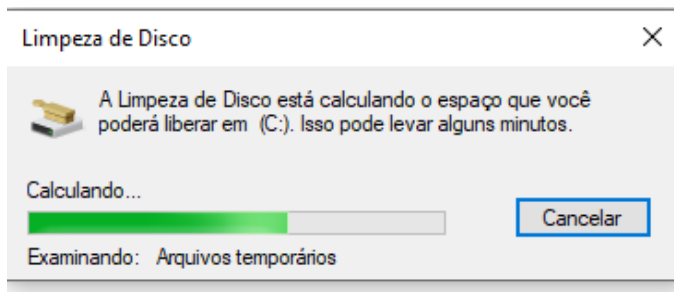 Limpeza de Disco
A Limpeza de Disco está calculando o espaço que você
poderá liberar em (C:). Isso pode levar alguns minutos.
Calculando...
Cancelar
Examinando: Arquivos temporários